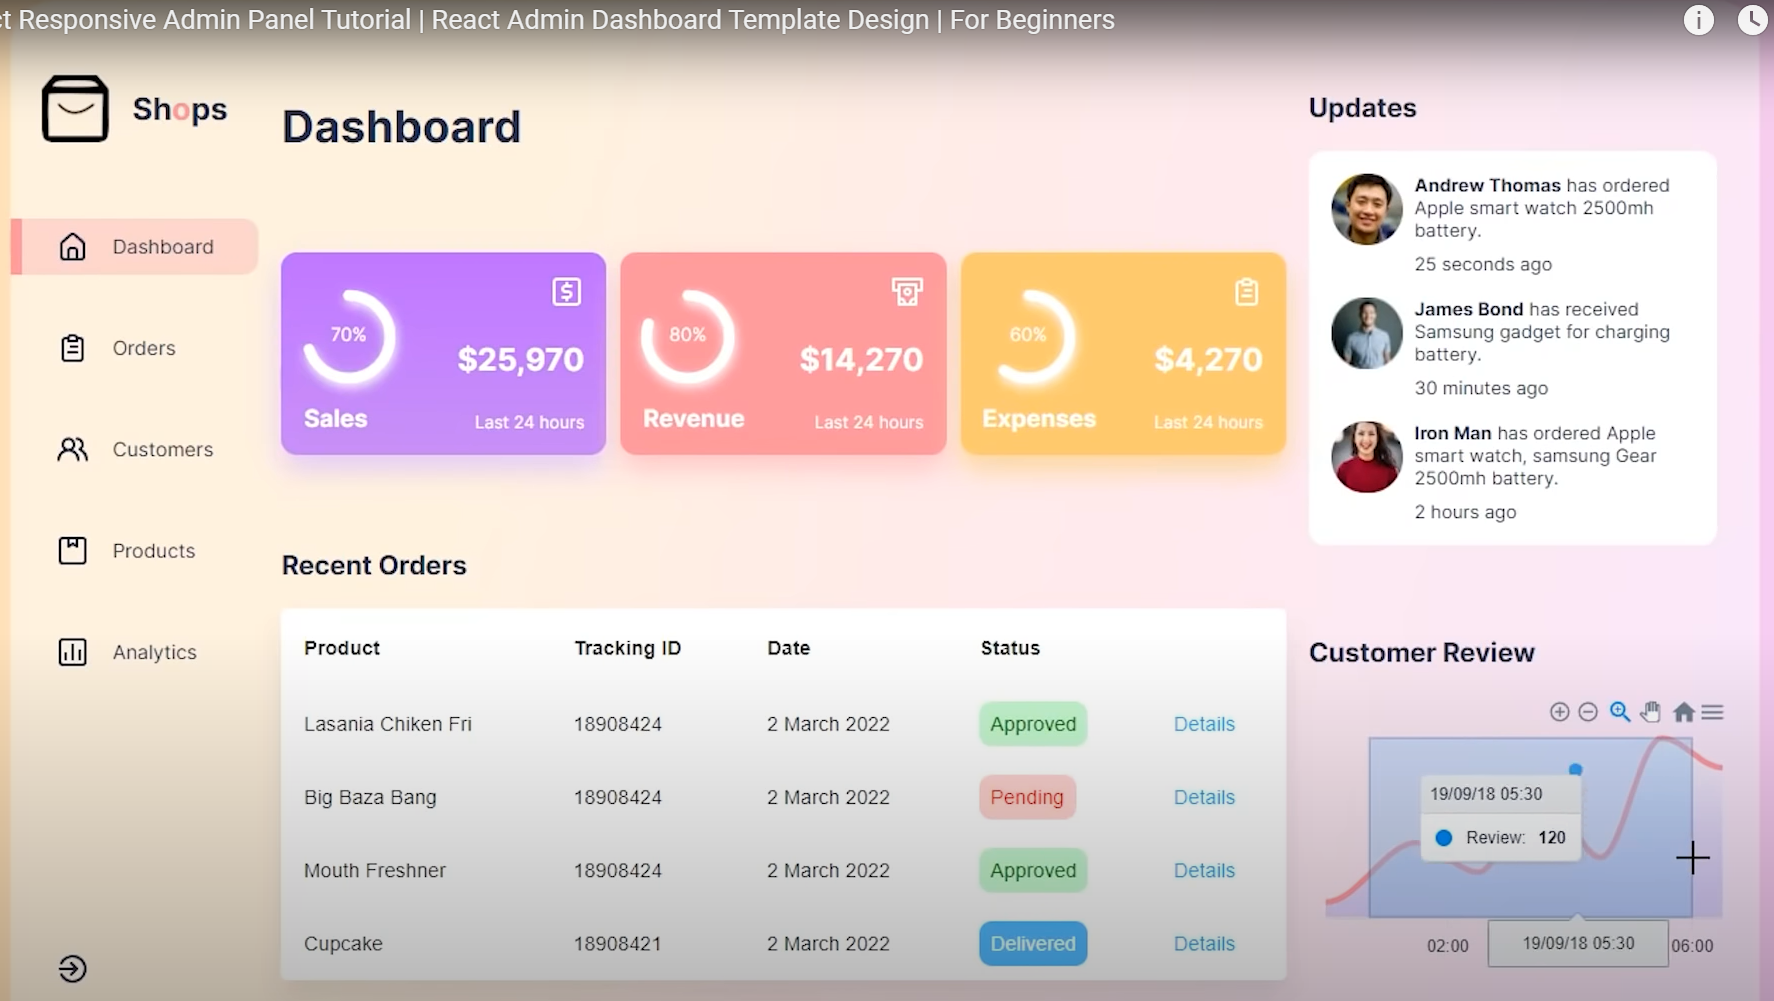 Responsive Admin Panel Tutorial | React Admin Dashboard Template Design | For Beginners
Shops
Dashboard
Orders
Customers
Products
Analytics
Dashboard
70%
$25,970
Sales
Last 24 hours
80%
$14,270
Revenue
Last 24 hours
60%
$4,270
Expenses
Last 24 hours
Recent Orders
Product Tracking ID Date Status
Lasania Chiken Fri 18908424 2 March 2022 Approved Details
Big Baza Bang 18908424 2 March 2022 Pending Details
Mouth Freshner 18908424 2 March 2022 Approved Details
Cupcake 18908421 2 March 2022 Delivered Details
Updates
Andrew Thomas has ordered
Apple smart watch 2500mh
battery.
25 seconds ago
James Bond has received
Samsung gadget for charging
battery.
30 minutes ago
Iron Man has ordered Apple
smart watch, samsung Gear
2500mh battery.
2 hours ago
Customer Review
19/09/18 05:30
Review: 120
02:00 19/09/18 05:30 06:00